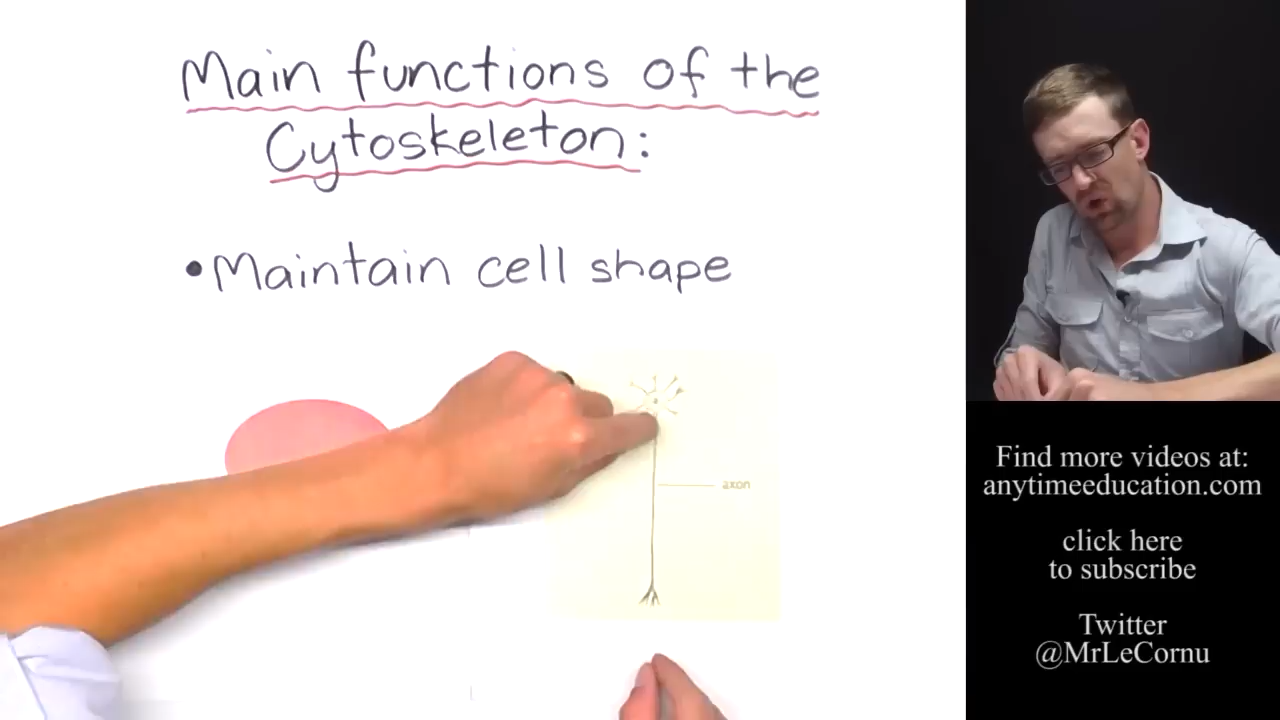 Main functions of the
Cytoskeleton:
•Maintain cell shape
axon
Find more videos at:
anytimeeducation.com
click here
to subscribe
Twitter
@MrLeCornu